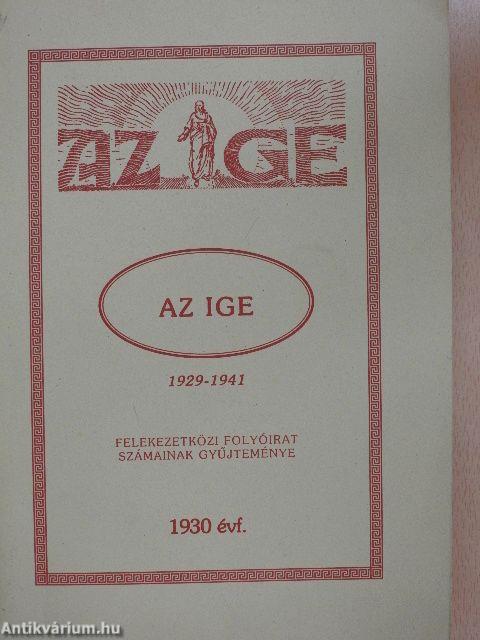 AZ IGE
AZ IGE
1929-1941
FELEKEZETKÖZI FOLYÓIRAT
SZÁMAINAK GYŰJTEMÉNYE
1930 évf.
Antikvárium.hu